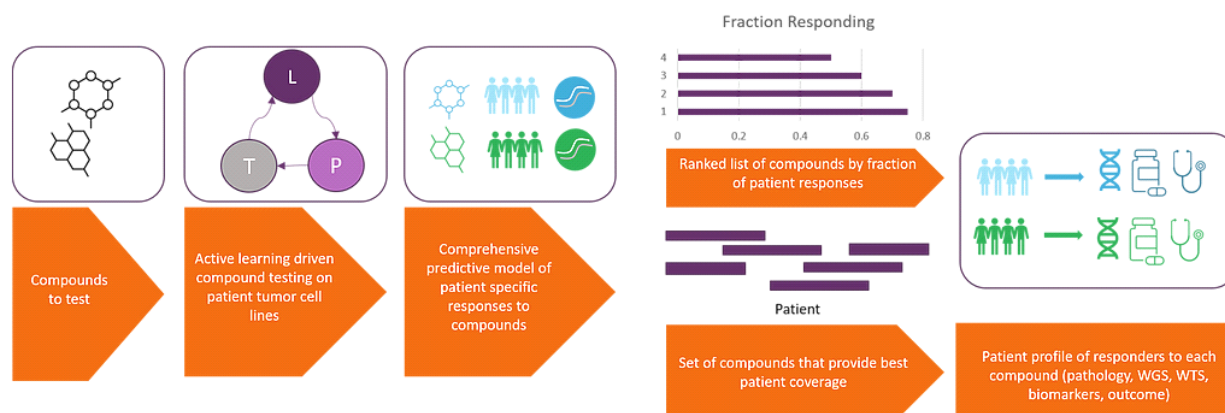 Compounds
to test
L
T
P
Active learning driven
compound testing on
patient tumor cell
lines
Comprehensive
predictive model of
patient specific
responses to
compounds
Fraction Responding
4
3
2
1
0 0.2 0.4 0.6 0.8
Ranked list of compounds by fraction
of patient responses
Patient
Set of compounds that provide best
patient coverage
Patient profile of responders to each
compound (pathology, WGS, WTS,
biomarkers, outcome)